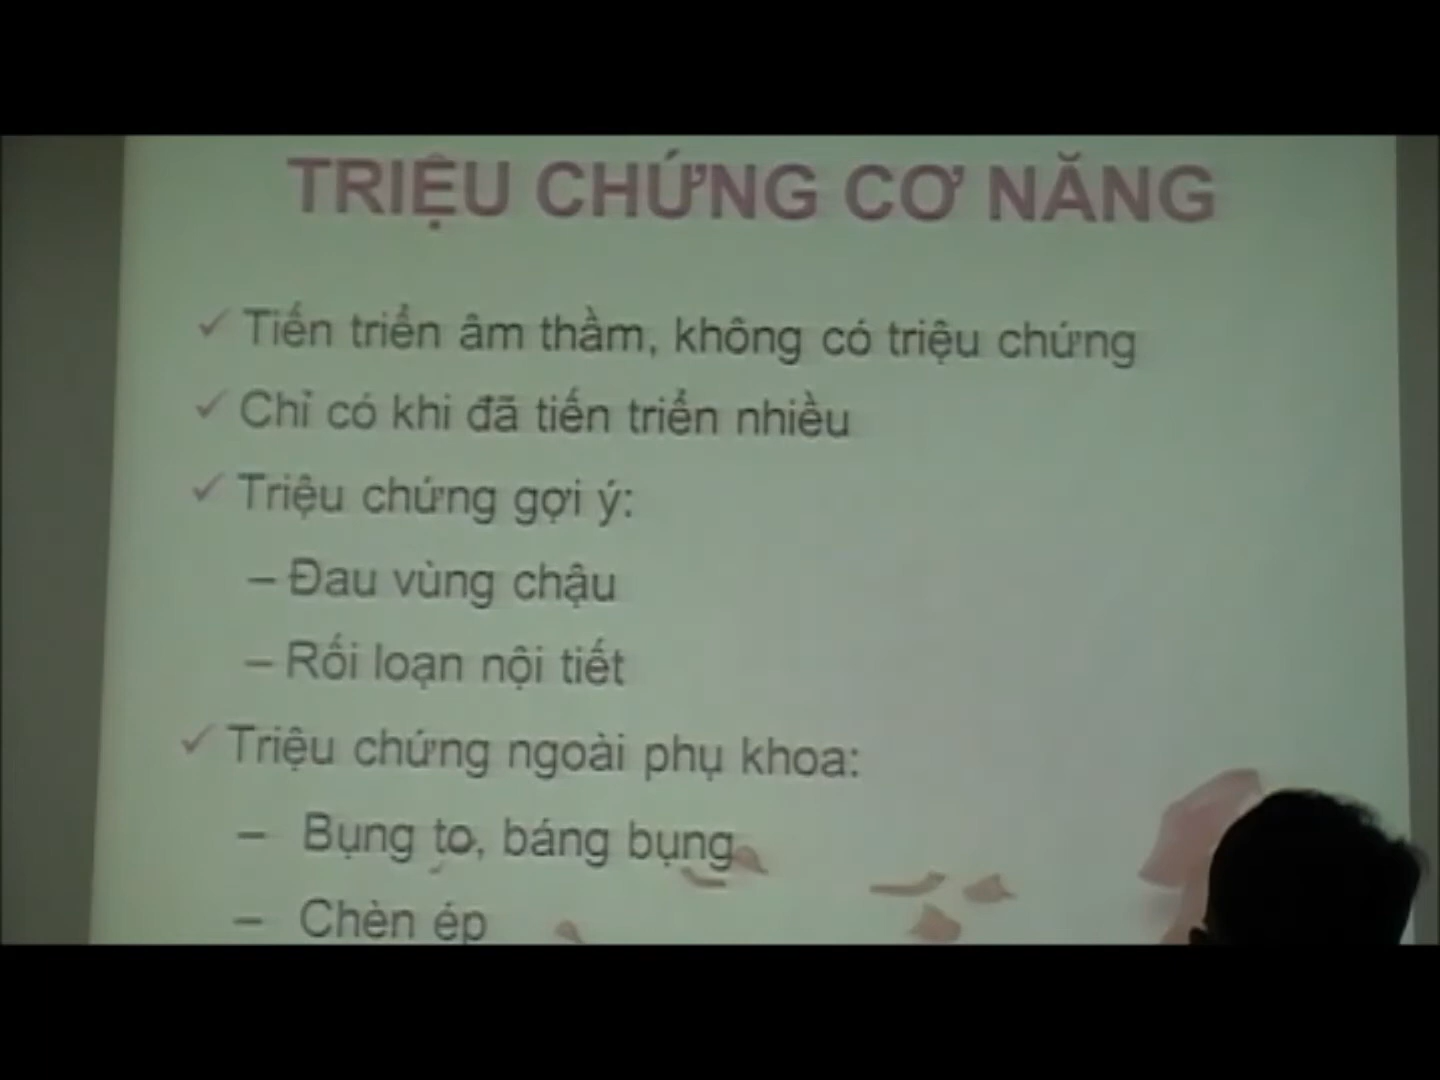 TRIỆU CHỨNG CƠ NĂNG
✓ Tiến triển âm thầm, không có triệu chứng
✓ Chỉ có khi đã tiến triển nhiều
✓ Triệu chứng gợi ý:
– Đau vùng chậu
– Rối loạn nội tiết
✓ Triệu chứng ngoài phụ khoa:
– Bụng to, báng bụng
– Chèn ép